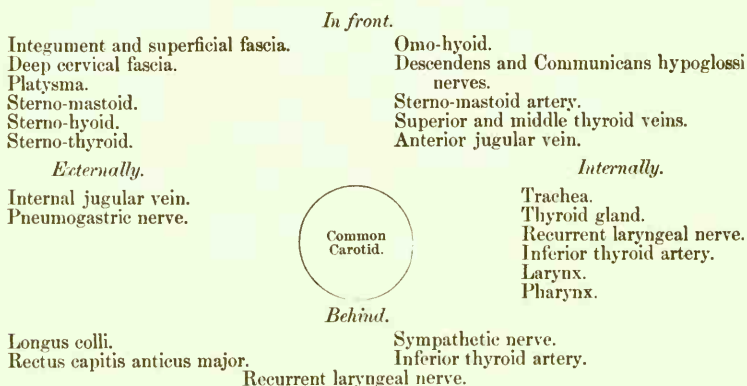 In front.
Integument and superficial fascia.
Deep cervical fascia.
Platysma.
Sterno-mastoid.
Sterno-hyoid.
Sterno-thyroid.
Omo-hyoid.
Descendens and Communicans hypoglossi
nerves.
Sterno-mastoid artery.
Superior and middle thyroid veins.
Anterior jugular vein.
Externally.
Internal jugular vein.
Pneumogastric nerve.
Common
Carotid.
Internally.
Trachea.
Thyroid gland.
Recurrent laryngeal nerve.
Inferior thyroid artery.
Larynx.
Pharynx.
Behind.
Longus colli.
Rectus capitis anticus major.
Sympathetic nerve.
Inferior thyroid artery.
Recurrent laryngeal nerve.